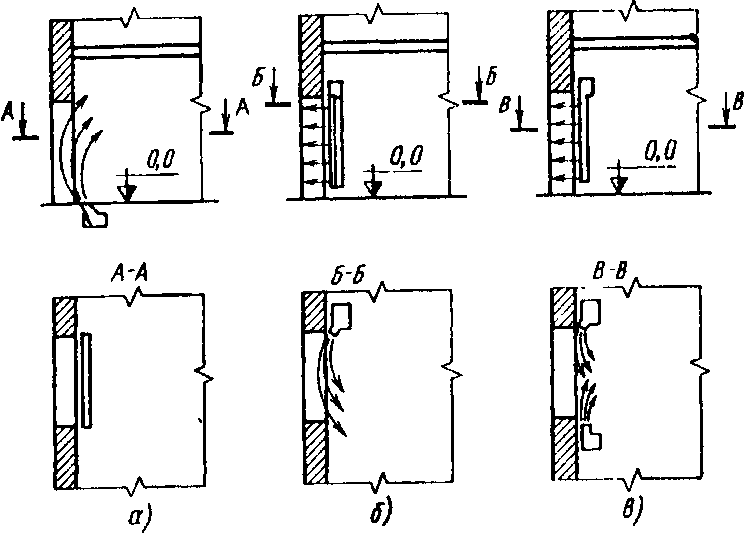 А А
0,0
Б Б
0,0
В В
0,0
А-А
Б-Б
В-В
а)
б)
в)